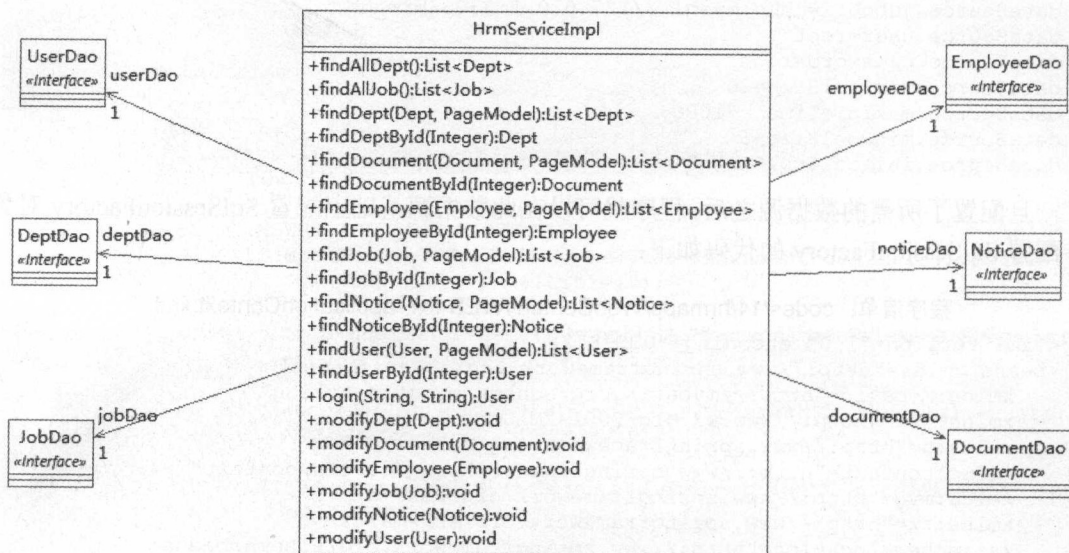 HrmServiceImpl
+findAllDept():List<Dept>
+findAllJob():List<Job>
+findDept(Dept, PageModel):List<Dept>
+findDeptById(Integer):Dept
+findDocument(Document, PageModel):List<Document>
+findDocumentById(Integer):Document
+findEmployee(Employee, PageModel):List<Employee>
+findEmployeeById(Integer):Employee
+findJob(Job, PageModel):List<Job>
+findJobById(Integer):Job
+findNotice(Notice, PageModel):List<Notice>
+findNoticeById(Integer):Notice
+findUser(User, PageModel):List<User>
+findUserById(Integer):User
+login(String, String):User
+modifyDept(Dept):void
+modifyDocument(Document):void
+modifyEmployee(Employee):void
+modifyJob(Job):void
+modifyNotice(Notice):void
+modifyUser(User):void
UserDao
«Interface»
userDao
1
DeptDao
«Interface»
deptDao
1
JobDao
«Interface»
jobDao
1
EmployeeDao
«Interface»
employeeDao
1
NoticeDao
«Interface»
noticeDao
1
DocumentDao
«Interface»
documentDao
1